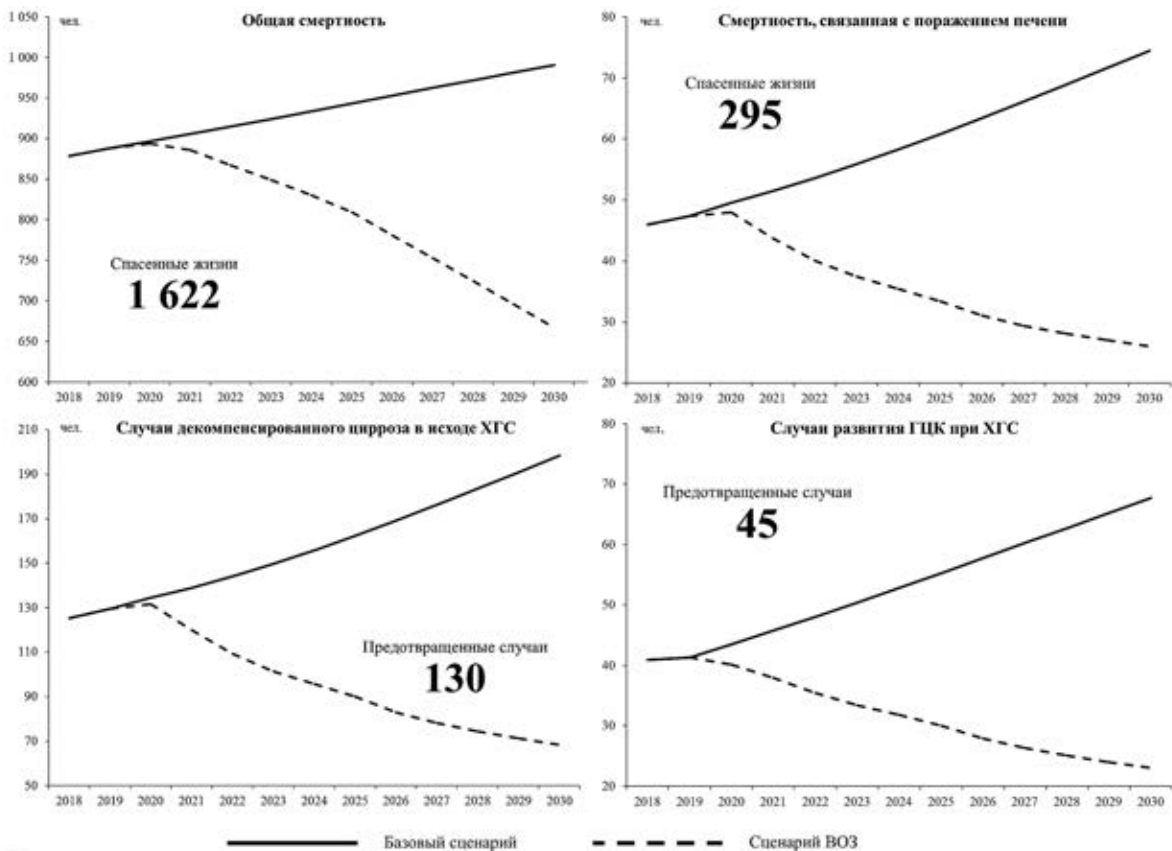 Общая смертность
чел.
1 050
1 000
950
900
850
800
750
700
650
600
Спасенные жизни
1 622
2018 2019 2020 2021 2022 2023 2024 2025 2026 2027 2028 2029 2030
Смертность, связанная с поражением печени
чел.
80
70
60
50
40
30
20
Спасенные жизни
295
2018 2019 2020 2021 2022 2023 2024 2025 2026 2027 2028 2029 2030
Случаи декомпенсированного цирроза в исходе ХГС
чел.
210
190
170
150
130
110
90
70
50
Предотвращенные случаи
130
2018 2019 2020 2021 2022 2023 2024 2025 2026 2027 2028 2029 2030
Случаи развития ГЦК при ХГС
чел.
80
70
60
50
40
30
20
Предотвращенные случаи
45
2018 2019 2020 2021 2022 2023 2024 2025 2026 2027 2028 2029 2030
Базовый сценарий
Сценарий ВОЗ